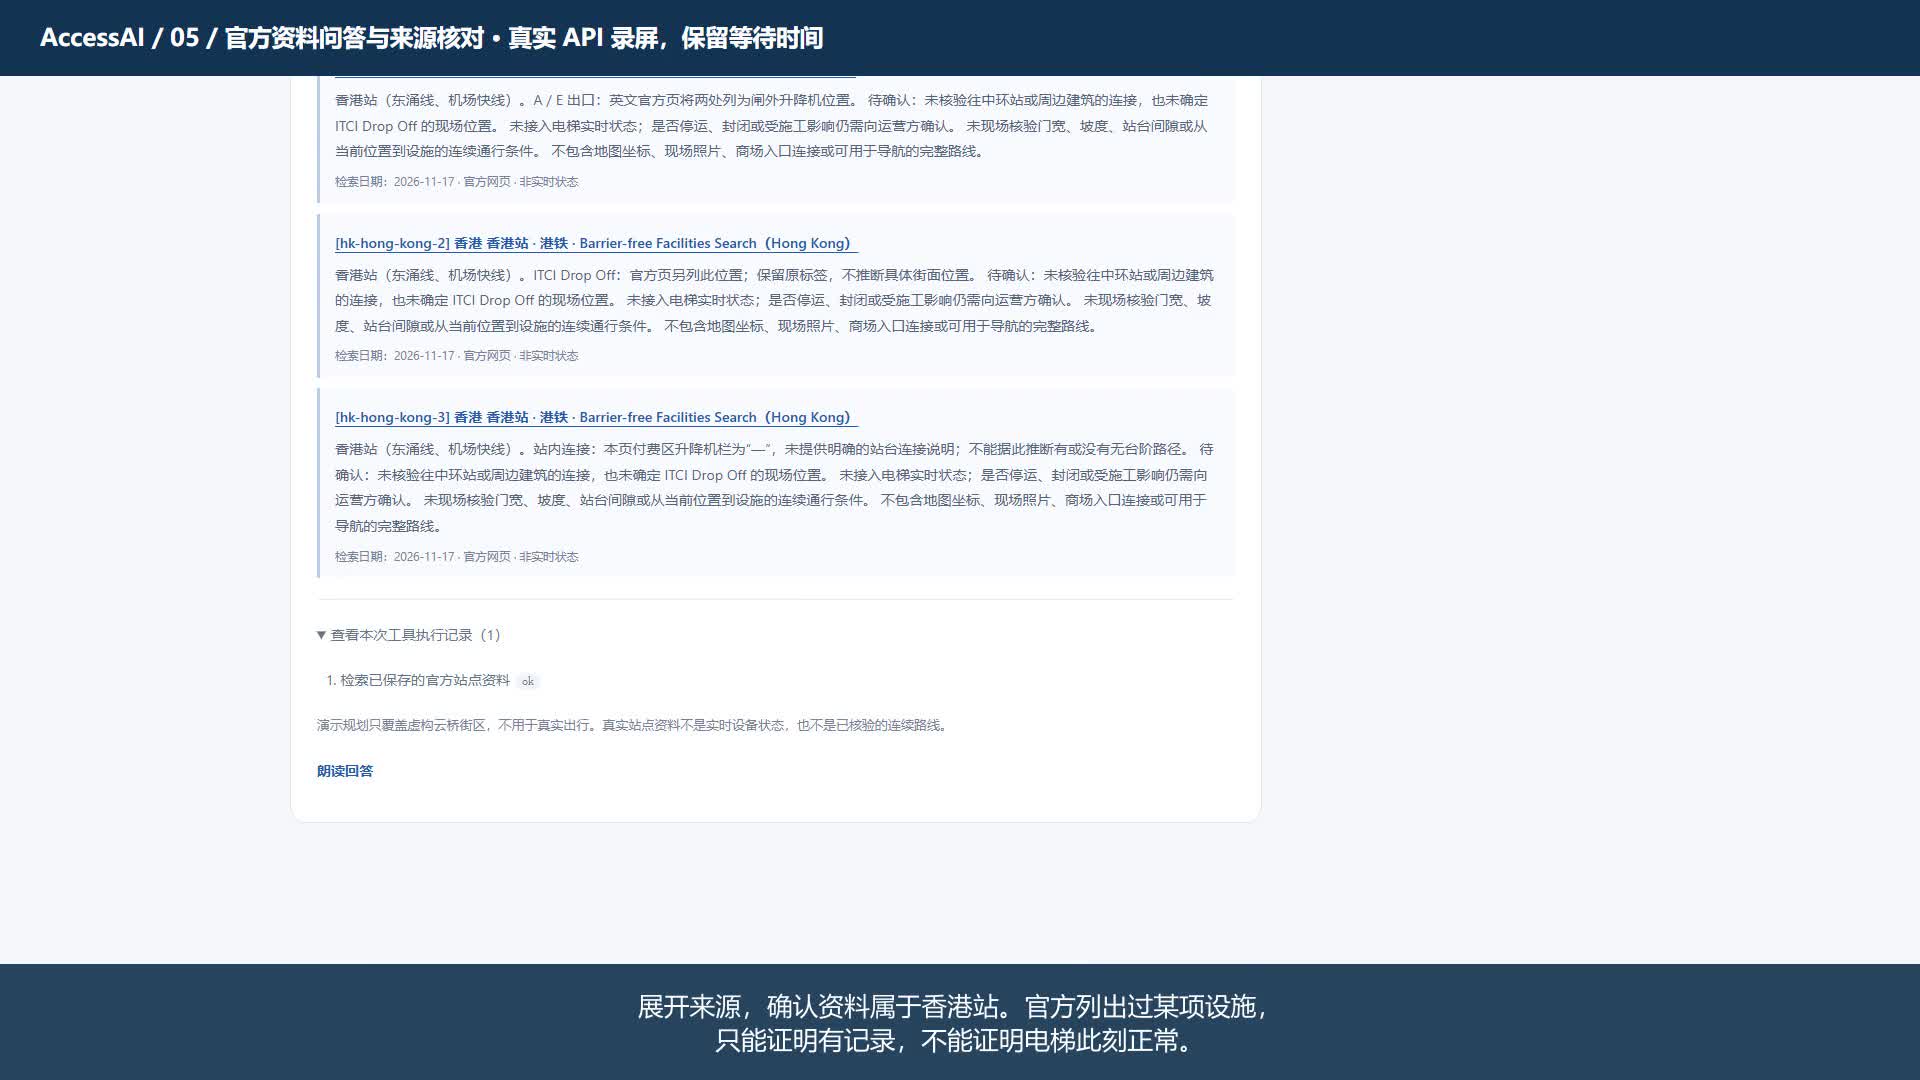 AccessAI / 05 / 官方资料问答与来源核对 • 真实 API 录屏，保留等待时间
香港站（东涌线、机场快线）。A / E 出口：英文官方页将两处列为闸外升降机位置。 待确认：未核验往中环站或周边建筑的连接，也未确定
ITCI Drop Off 的现场位置。 未接入电梯实时状态；是否停运、封闭或受施工影响仍需向运营方确认。 未现场核验门宽、坡度、站台间隙或从
当前位置到设施的连续通行条件。 不包含地图坐标、现场照片、商场入口连接或可用于导航的完整路线。
检索日期：2026-11-17 · 官方网页 · 非实时状态
[hk-hong-kong-2] 香港 香港站 · 港铁 · Barrier-free Facilities Search（Hong Kong）
香港站（东涌线、机场快线）。ITCI Drop Off：官方页另列此位置；保留原标签，不推断具体街面位置。 待确认：未核验往中环站或周边建筑
的连接，也未确定 ITCI Drop Off 的现场位置。 未接入电梯实时状态；是否停运、封闭或受施工影响仍需向运营方确认。 未现场核验门宽、坡
度、站台间隙或从当前位置到设施的连续通行条件。 不包含地图坐标、现场照片、商场入口连接或可用于导航的完整路线。
检索日期：2026-11-17 · 官方网页 · 非实时状态
[hk-hong-kong-3] 香港 香港站 · 港铁 · Barrier-free Facilities Search（Hong Kong）
香港站（东涌线、机场快线）。站内连接：本页付费区升降机栏为“—”，未提供明确的站台连接说明；不能据此推断有或没有无台阶路径。 待
确认：未核验往中环站或周边建筑的连接，也未确定 ITCI Drop Off 的现场位置。 未接入电梯实时状态；是否停运、封闭或受施工影响仍需向
运营方确认。 未现场核验门宽、坡度、站台间隙或从当前位置到设施的连续通行条件。 不包含地图坐标、现场照片、商场入口连接或可用于
导航的完整路线。
检索日期：2026-11-17 · 官方网页 · 非实时状态
▼ 查看本次工具执行记录（1）
1. 检索已保存的官方站点资料 ok
演示规划只覆盖虚构云桥街区，不用于真实出行。真实站点资料不是实时设备状态，也不是已核验的连续路线。
朗读回答
展开来源，确认资料属于香港站。官方列出过某项设施，
只能证明有记录，不能证明电梯此刻正常。